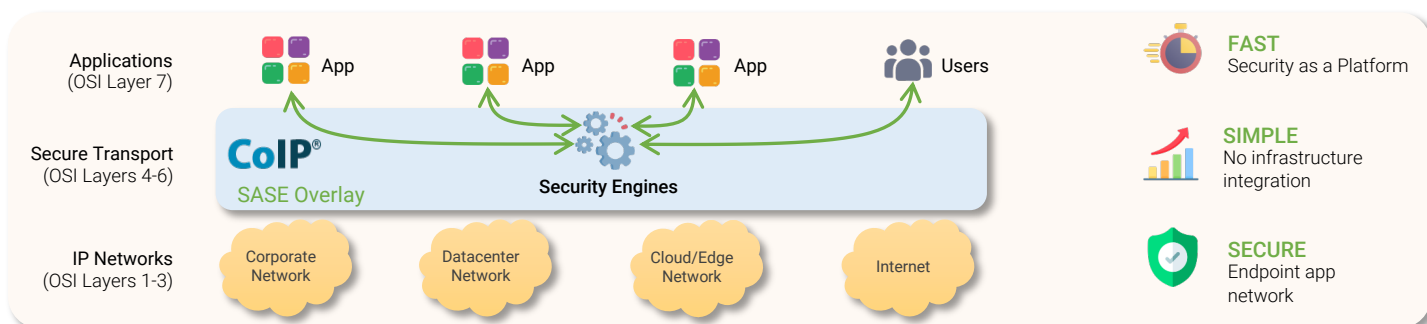 Applications
(OSI Layer 7)
App
App
App
Users
FAST
Security as a Platform
Secure Transport
(OSI Layers 4-6)
CoIP®
SASE Overlay
Security Engines
SIMPLE
No infrastructure
integration
IP Networks
(OSI Layers 1-3)
Corporate
Network
Datacenter
Network
Cloud/Edge
Network
Internet
SECURE
Endpoint app
network